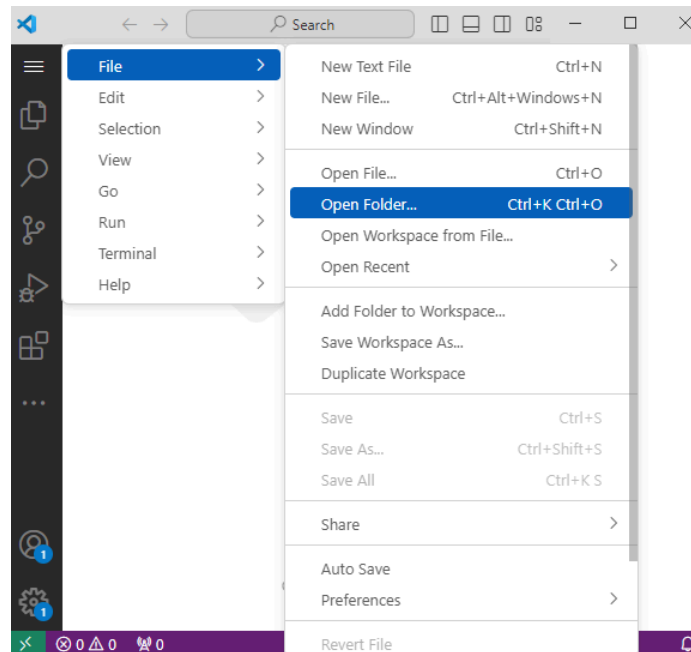 Search
File
Edit
Selection
View
Go
Run
Terminal
Help
New Text File Ctrl+N
New File... Ctrl+Alt+Windows+N
New Window Ctrl+Shift+N
Open File... Ctrl+O
Open Folder... Ctrl+K Ctrl+O
Open Workspace from File...
Open Recent
Add Folder to Workspace...
Save Workspace As...
Duplicate Workspace
Save Ctrl+S
Save As... Ctrl+Shift+S
Save All Ctrl+K S
Share
Auto Save
Preferences
Revert File
1
1
0 0 0